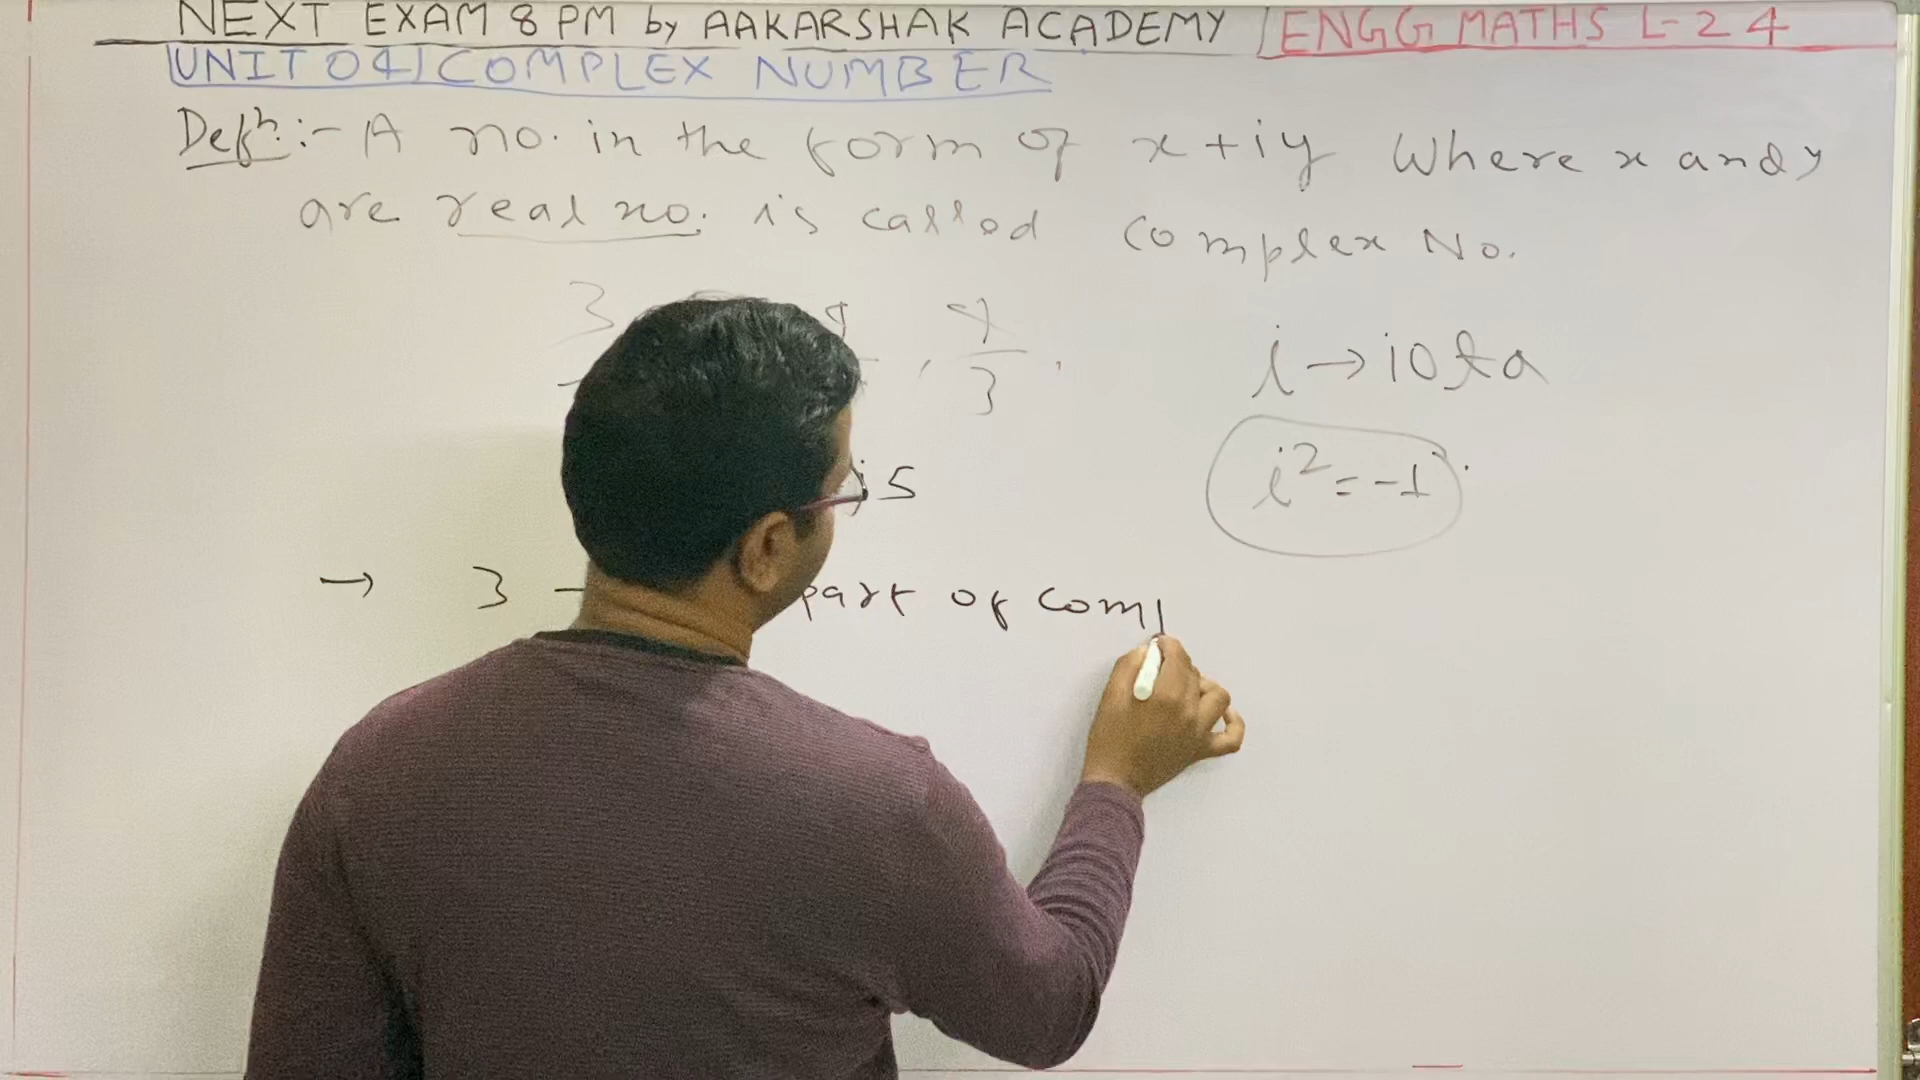 NEXT EXAM 8 PM by AAKARSHAK ACADEMY | ENGG MATHS L-24
UNIT 04 | COMPLEX NUMBER
Defn:- A no. in the form of x+iy Where x and y
are real no. is called Complex No.
3 4 , 4/3 ,
i → iota
i² = -1
i5
→ 3 - part of comp